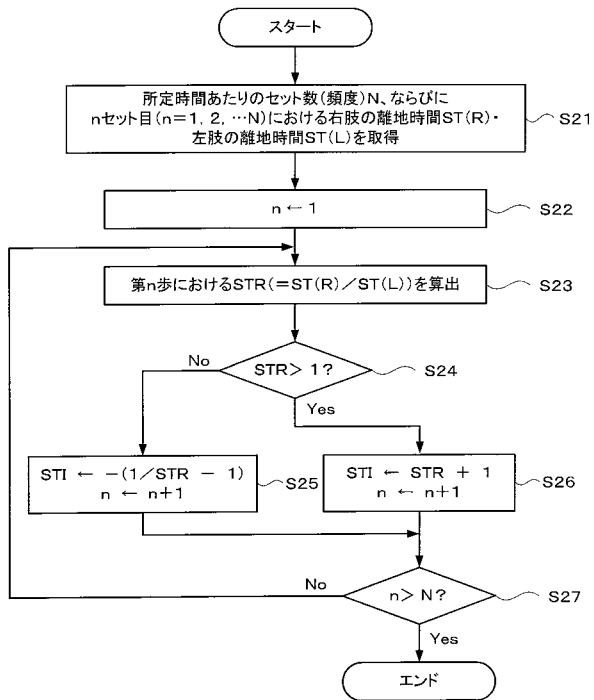 スタート
所定時間あたりのセット数(頻度)N、ならびに
nセット目(n=1, 2, …N)における右肢の離地時間ST(R)・
左肢の離地時間ST(L)を取得
S21
n ← 1
S22
第n歩におけるSTR(=ST(R)/ST(L))を算出
S23
STR> 1?
S24
No
Yes
STI ← -(1/STR - 1)
n ← n+1
S25
STI ← STR + 1
n ← n+1
S26
n> N?
S27
No
Yes
エンド